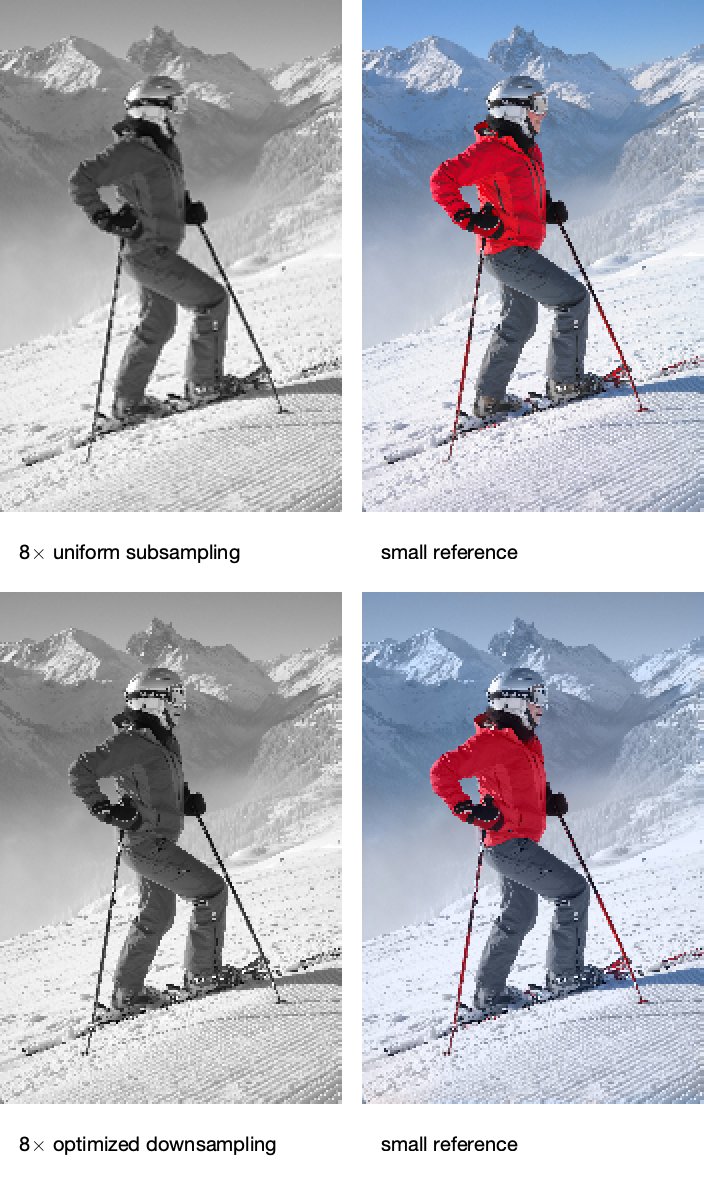 8× uniform subsampling
small reference
8× optimized downsampling
small reference